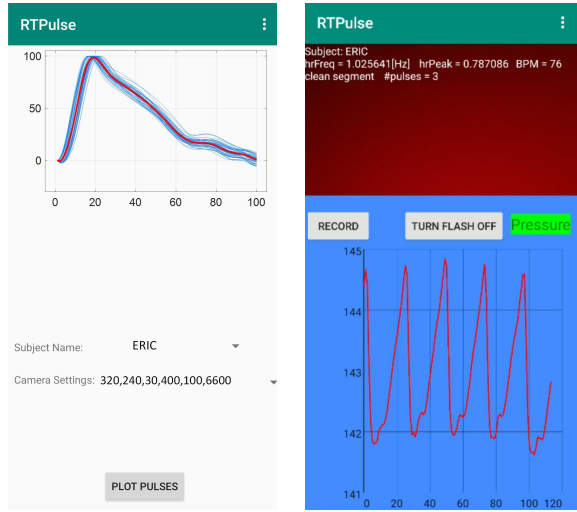 RTPulse
100
50
0
0 20 40 60 80 100
Subject Name: ERIC
Camera Settings: 320,240,30,400,100,6600
PLOT PULSES
RTPulse
Subject: ERIC
hrFreq = 1.025641[Hz] hrPeak = 0.787086 BPM = 76
clean segment #pulses = 3
RECORD TURN FLASH OFF Pressure
145
144
143
142
141
0 20 40 60 80 100 120